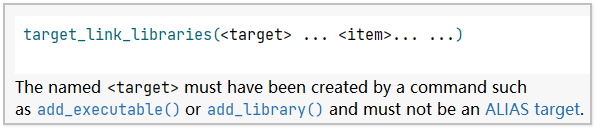 target_link_libraries(<target> ... <item>... ...)
The named <target> must have been created by a command such
as add_executable() or add_library() and must not be an ALIAS target.